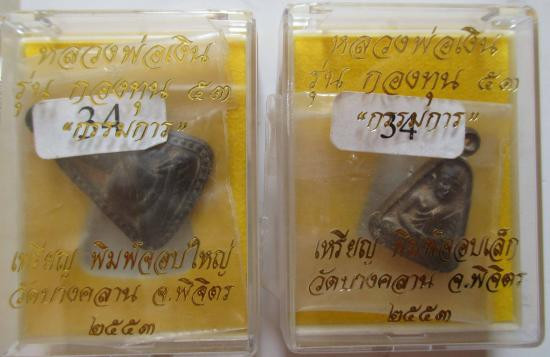 หลวงพ่อเงิน
รุ่น กองทุน ๕๓
34
"กรรมการ"
เหรียญ พิมพ์จอบใหญ่
วัดบางคลาน จ.พิจิตร
๒๕๕๓
หลวงพ่อเงิน
รุ่น กองทุน ๕๓
"กรรมการ"
34
เหรียญ พิมพ์จอบเล็ก
วัดบางคลาน จ.พิจิตร
๒๕๕๓